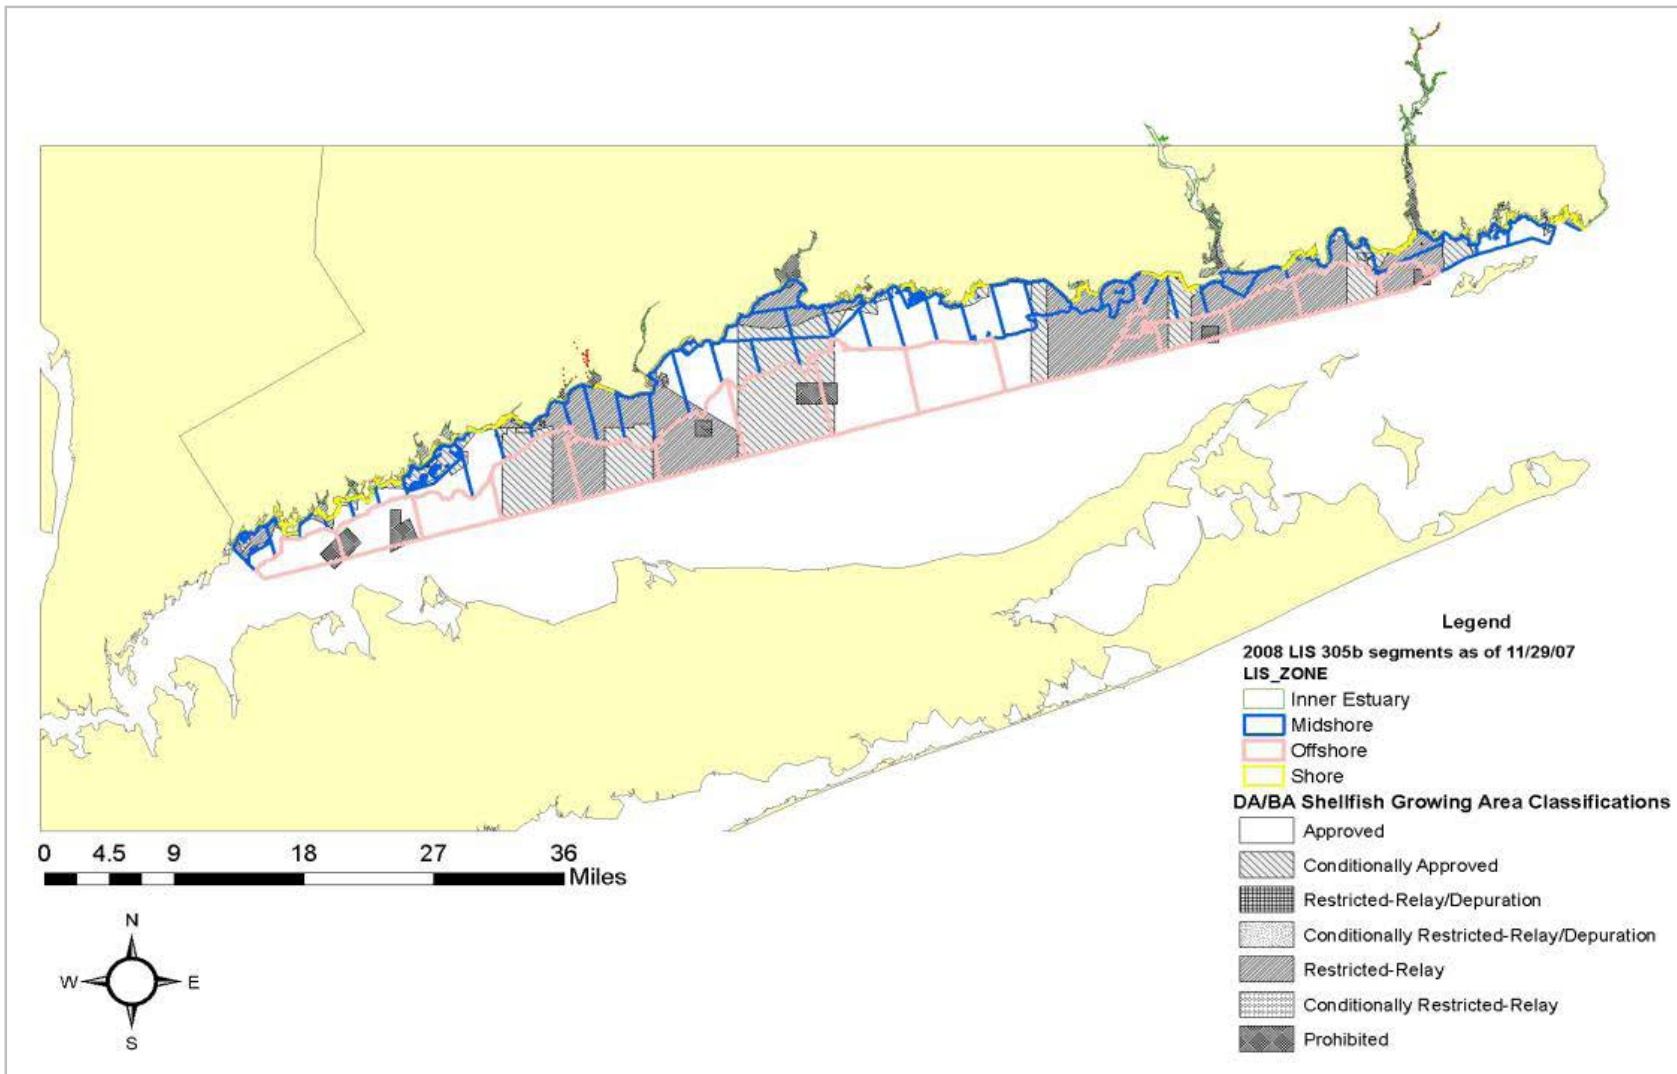 Legend
2008 LIS 305b segments as of 11/29/07
LIS_ZONE
Inner Estuary
Midshore
Offshore
Shore
DA/BA Shellfish Growing Area Classifications
Approved
Conditionally Approved
Restricted-Relay/Depuration
Conditionally Restricted-Relay/Depuration
Restricted-Relay
Conditionally Restricted-Relay
Prohibited
0 4.5 9 18 27 36
Miles
N
W E
S